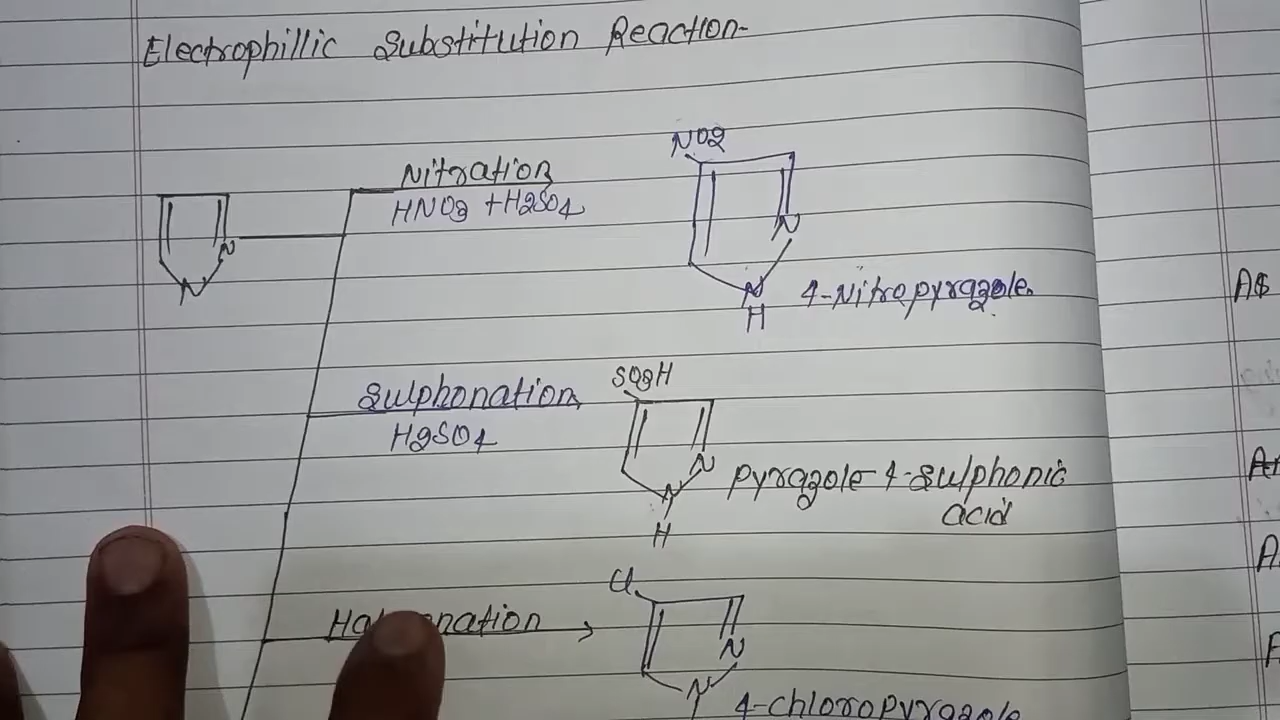 Electrophillic Substitution Reaction-
Nitration
HNO3 + H2SO4
NO2
N
N
N
N
H
4-Nitropyrazole.
Sulphonation
H2SO4
SO3H
N
N
H
pyrazole-4-sulphonic
acid
Cl
N
N
4-chloropyrazole
A$